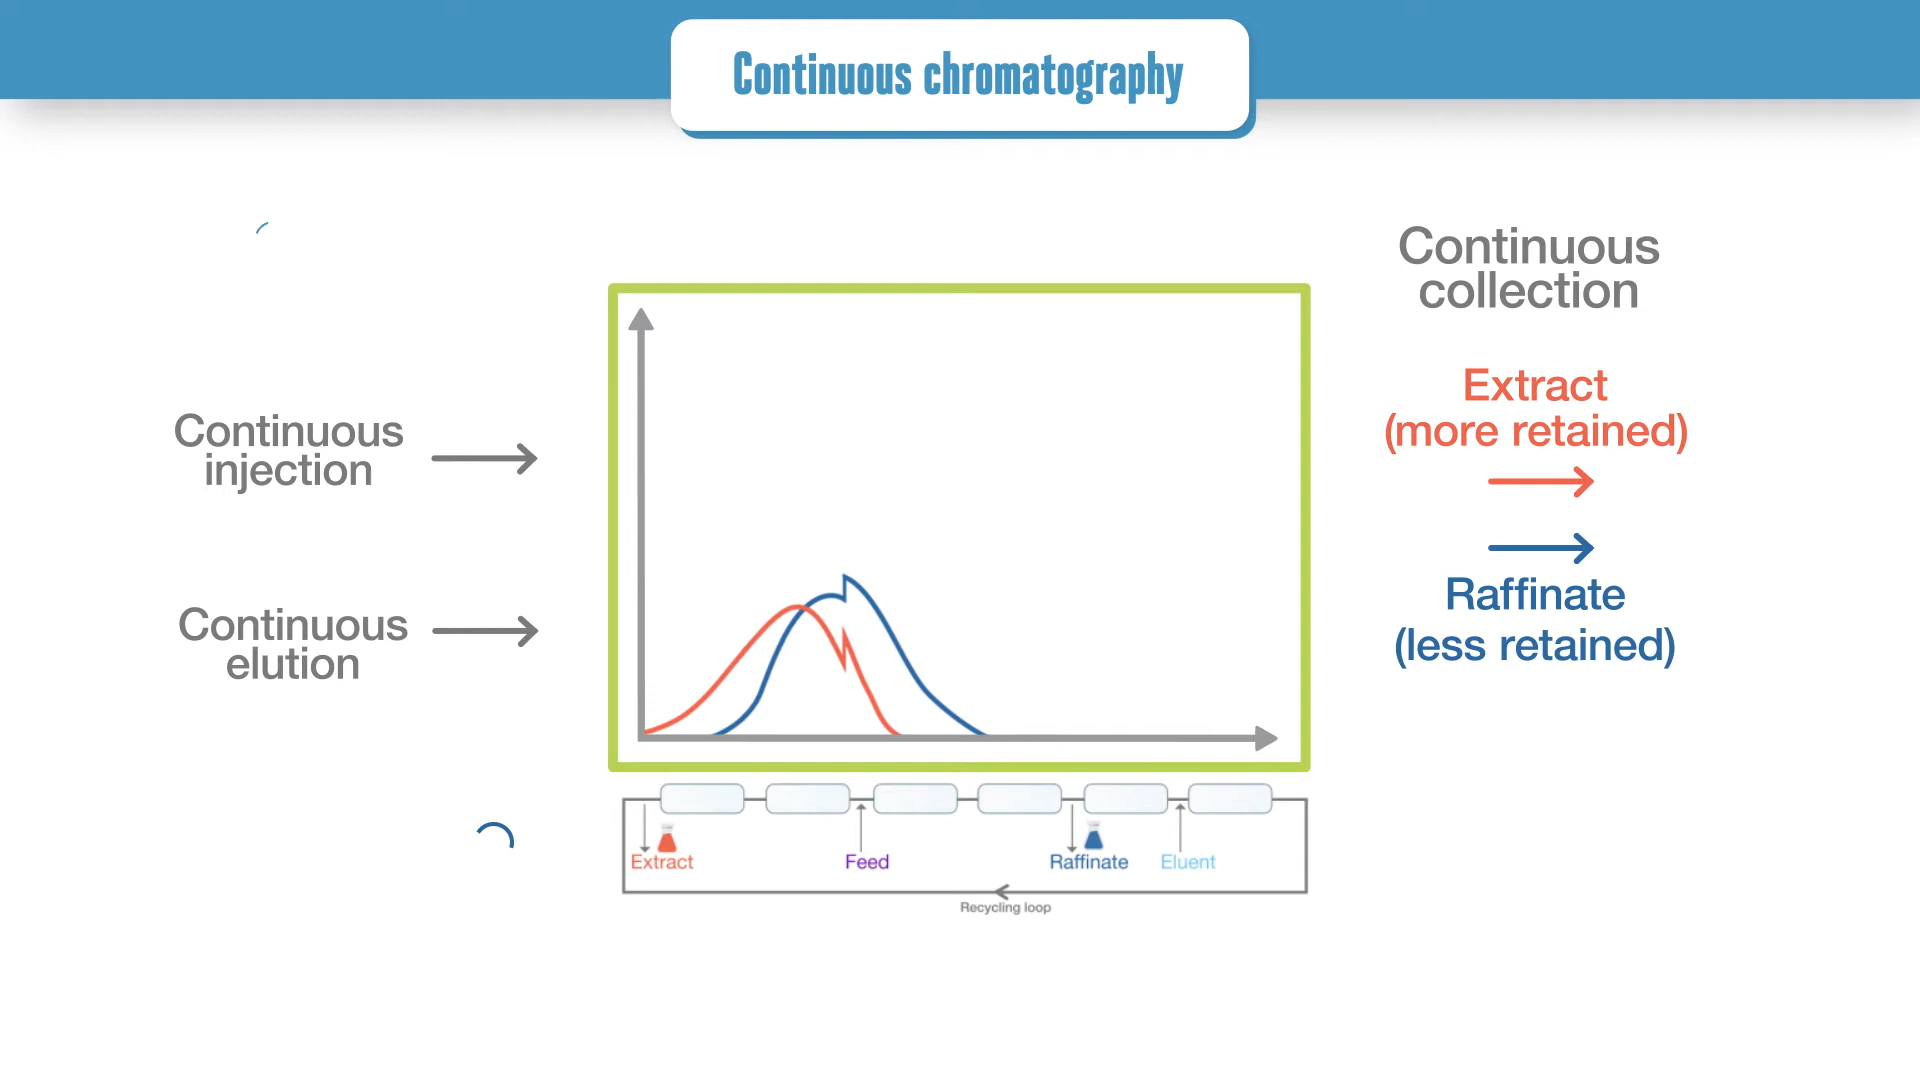 Continuous chromatography
Continuous
injection
Continuous
elution
Continuous
collection
Extract
(more retained)
Raffinate
(less retained)
Extract
Feed
Raffinate
Eluent
Recycling loop